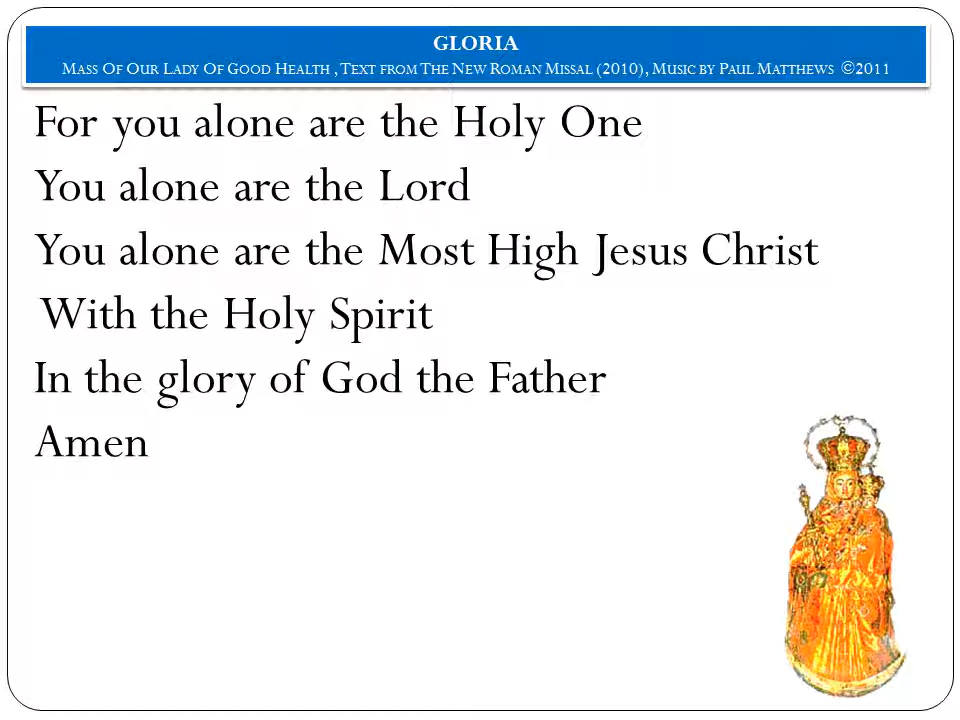 GLORIA
MASS OF OUR LADY OF GOOD HEALTH , TEXT FROM THE NEW ROMAN MISSAL (2010), MUSIC BY PAUL MATTHEWS ©2011
For you alone are the Holy One
You alone are the Lord
You alone are the Most High Jesus Christ
With the Holy Spirit
In the glory of God the Father
Amen